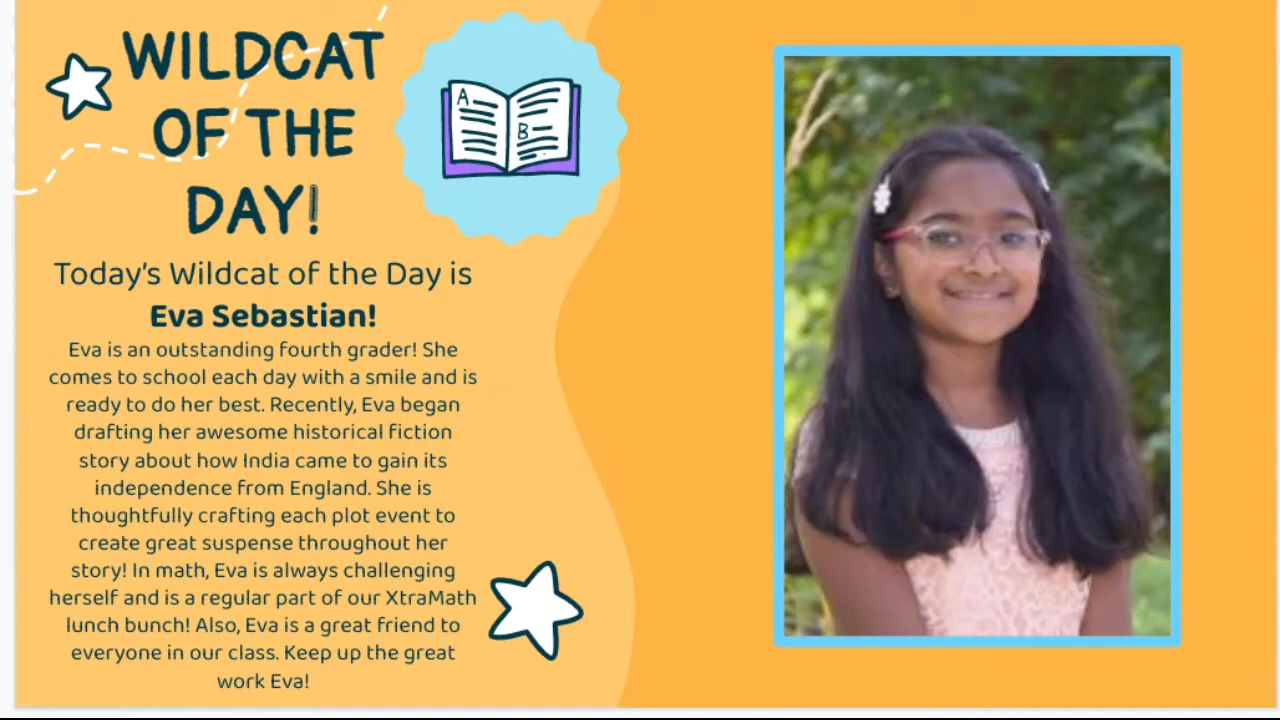 WILDCAT
OF THE
DAY!
A
B
Today's Wildcat of the Day is
Eva Sebastian!
Eva is an outstanding fourth grader! She
comes to school each day with a smile and is
ready to do her best. Recently, Eva began
drafting her awesome historical fiction
story about how India came to gain its
independence from England. She is
thoughtfully crafting each plot event to
create great suspense throughout her
story! In math, Eva is always challenging
herself and is a regular part of our XtraMath
lunch bunch! Also, Eva is a great friend to
everyone in our class. Keep up the great
work Eva!